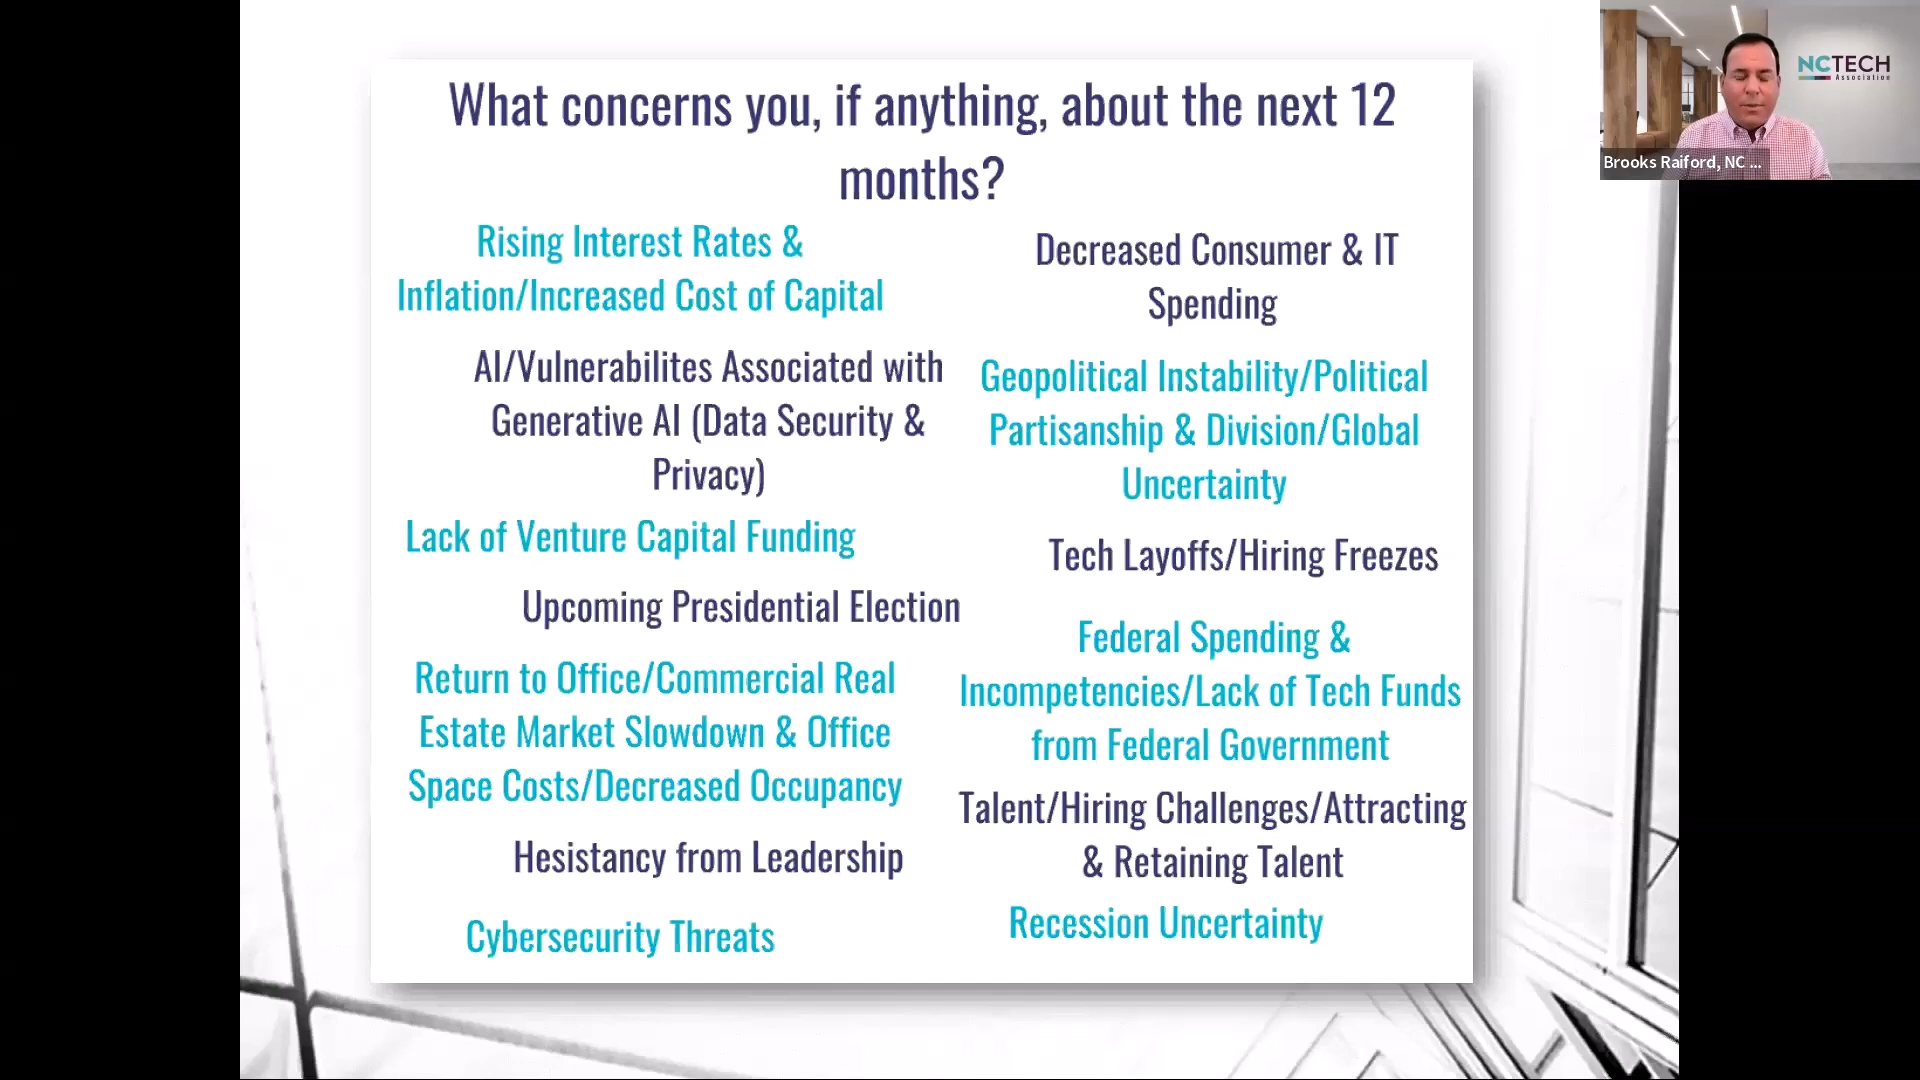 What concerns you, if anything, about the next 12
months?
Rising Interest Rates &
Inflation/Increased Cost of Capital
AI/Vulnerabilites Associated with
Generative AI (Data Security &
Privacy)
Lack of Venture Capital Funding
Upcoming Presidential Election
Return to Office/Commercial Real
Estate Market Slowdown & Office
Space Costs/Decreased Occupancy
Hesistancy from Leadership
Cybersecurity Threats
Decreased Consumer & IT
Spending
Geopolitical Instability/Political
Partisanship & Division/Global
Uncertainty
Tech Layoffs/Hiring Freezes
Federal Spending &
Incompetencies/Lack of Tech Funds
from Federal Government
Talent/Hiring Challenges/Attracting
& Retaining Talent
Recession Uncertainty
NCTECH
Association
Brooks Raiford, NC ...